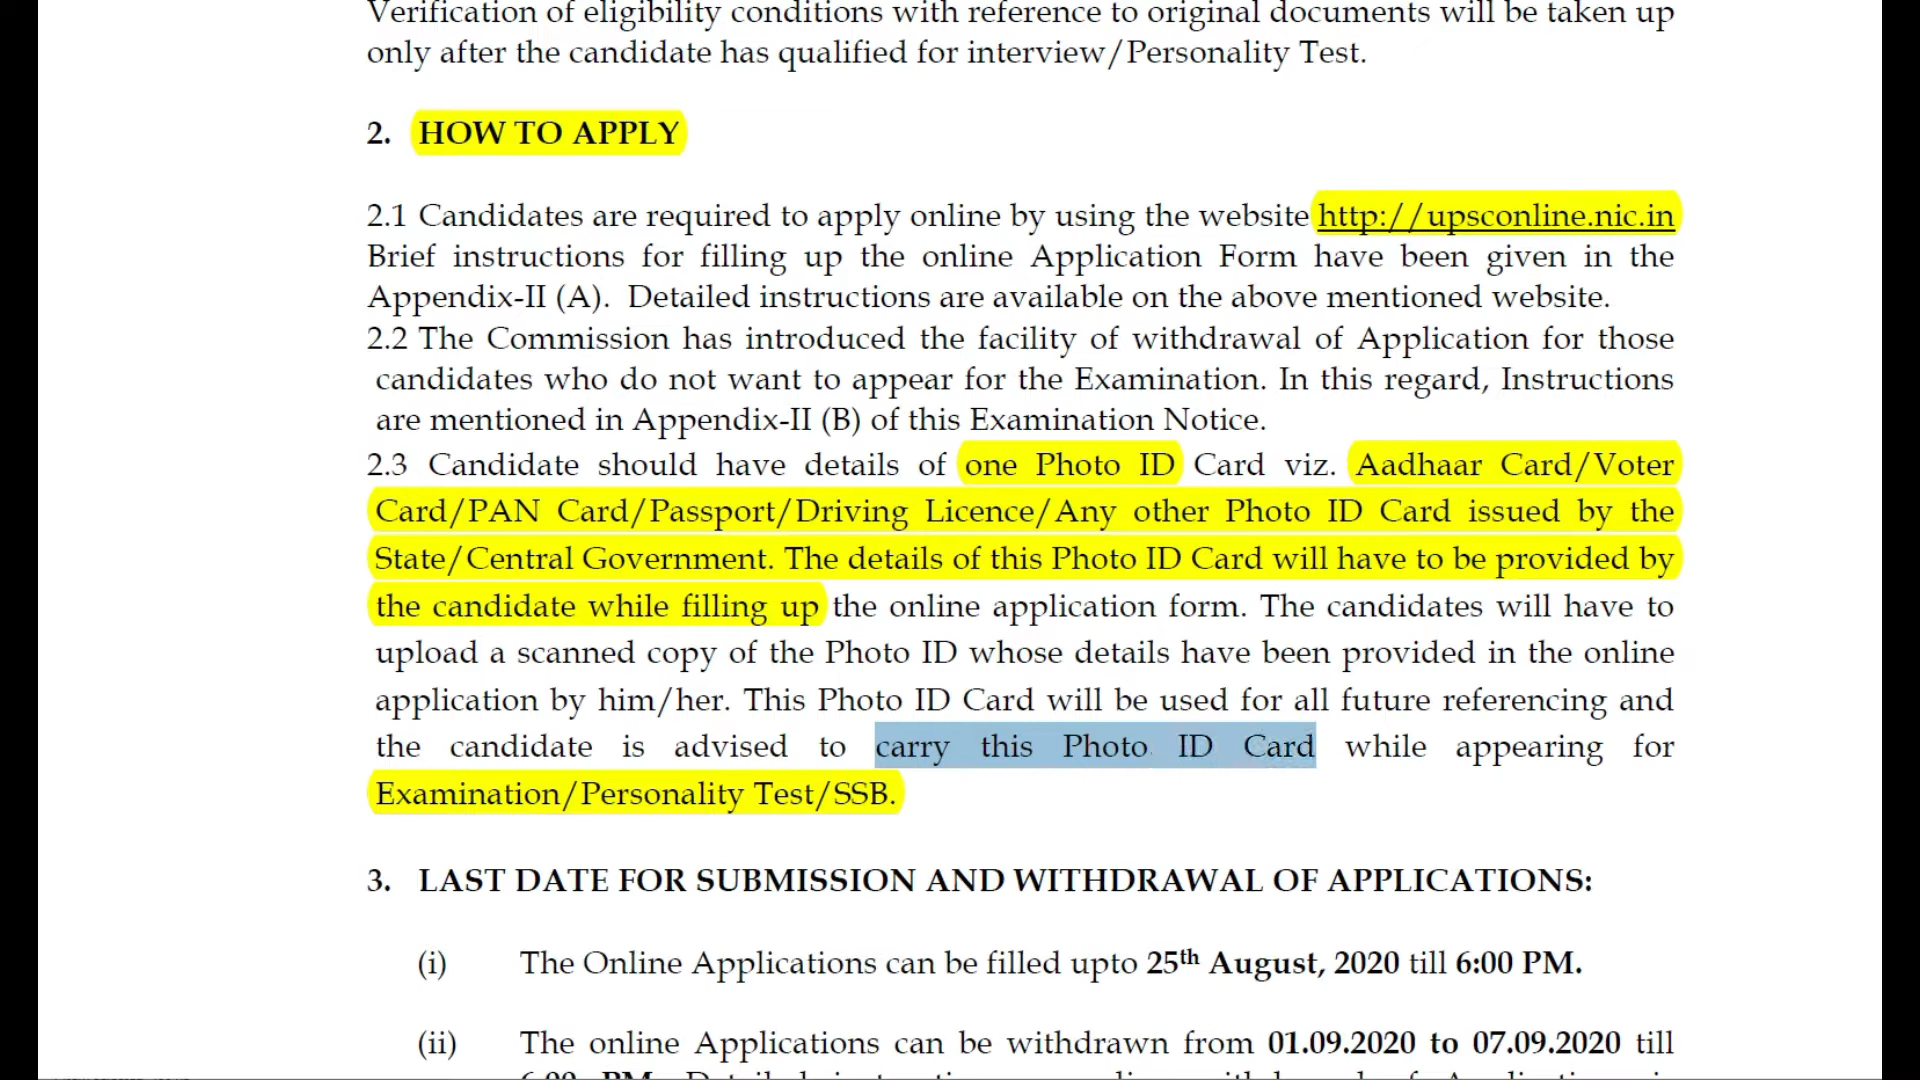 Verification of eligibility conditions with reference to original documents will be taken up
only after the candidate has qualified for interview/Personality Test.
2. HOW TO APPLY
2.1 Candidates are required to apply online by using the website http://upsconline.nic.in
Brief instructions for filling up the online Application Form have been given in the
Appendix-II (A). Detailed instructions are available on the above mentioned website.
2.2 The Commission has introduced the facility of withdrawal of Application for those
candidates who do not want to appear for the Examination. In this regard, Instructions
are mentioned in Appendix-II (B) of this Examination Notice.
2.3 Candidate should have details of one Photo ID Card viz. Aadhaar Card/Voter
Card/PAN Card/Passport/Driving Licence/Any other Photo ID Card issued by the
State/Central Government. The details of this Photo ID Card will have to be provided by
the candidate while filling up the online application form. The candidates will have to
upload a scanned copy of the Photo ID whose details have been provided in the online
application by him/her. This Photo ID Card will be used for all future referencing and
the candidate is advised to carry this Photo ID Card while appearing for
Examination/Personality Test/SSB.
3. LAST DATE FOR SUBMISSION AND WITHDRAWAL OF APPLICATIONS:
(i) The Online Applications can be filled upto 25th August, 2020 till 6:00 PM.
(ii) The online Applications can be withdrawn from 01.09.2020 to 07.09.2020 till